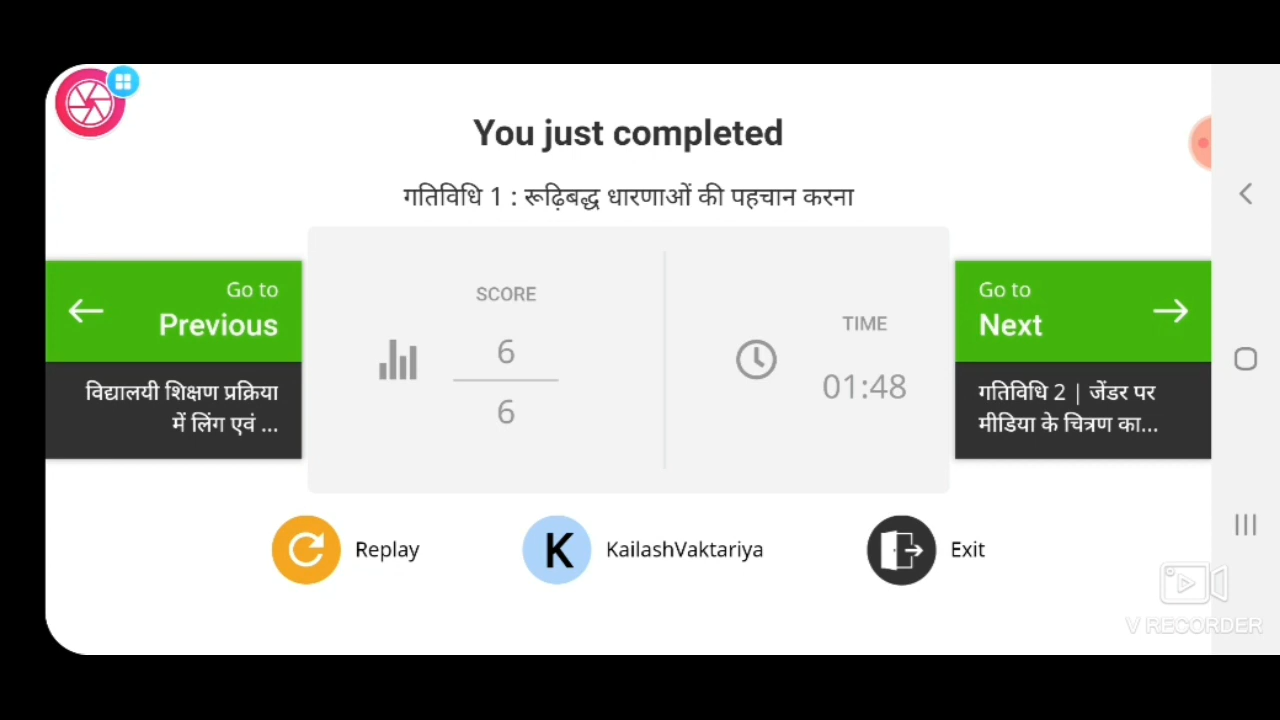 You just completed
गतिविधि 1 : रूढ़िबद्ध धारणाओं की पहचान करना
Go to
Previous
विद्यालयी शिक्षण प्रक्रिया
में लिंग एवं ...
SCORE
6
6
TIME
01:48
Go to
Next
गतिविधि 2 | जेंडर पर
मीडिया के चित्रण का...
Replay
K
KailashVaktariya
Exit
V RECORDER